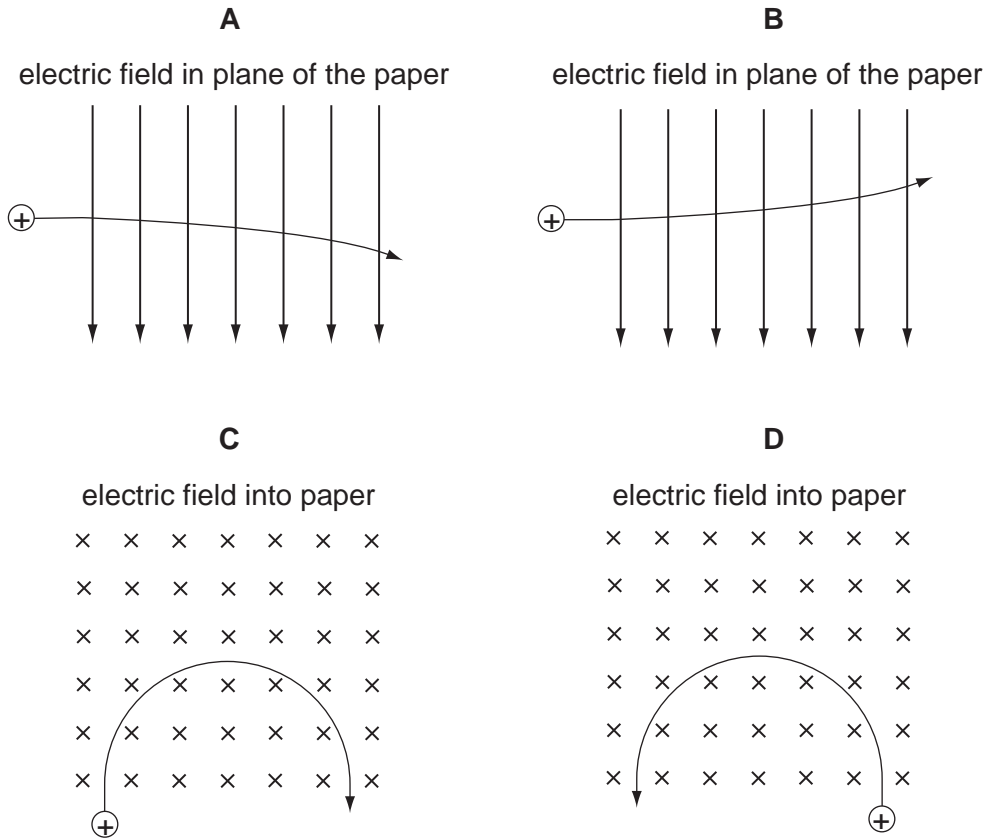 A
B
electric field in plane of the paper
electric field in plane of the paper
+
+
C
D
electric field into paper
electric field into paper
+
+